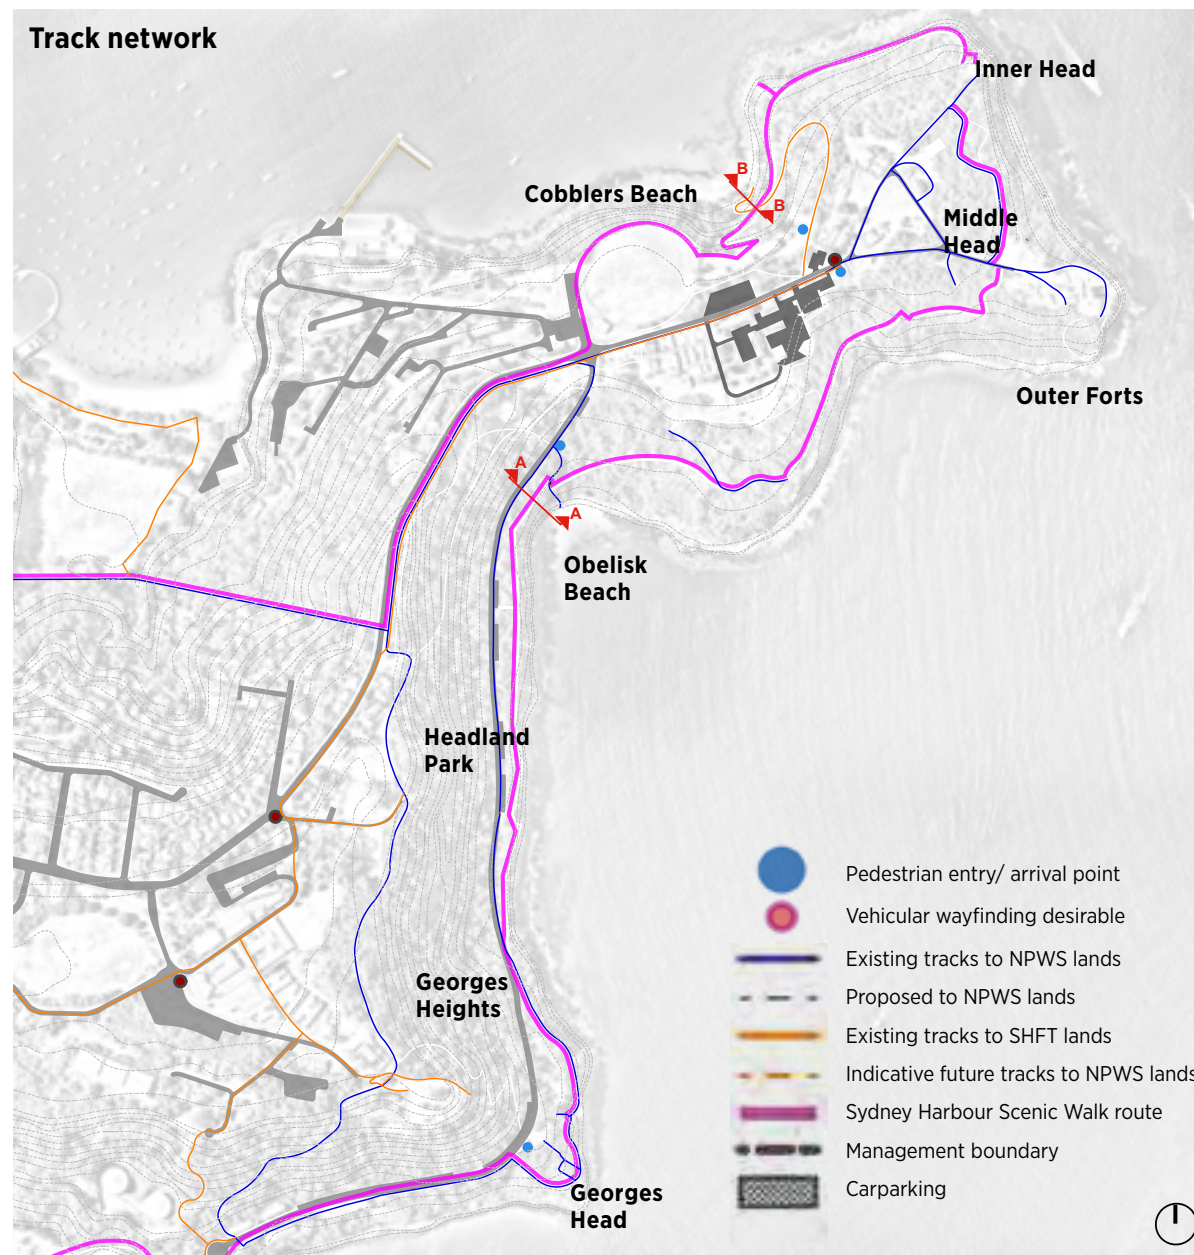 Track network
Inner Head
B
Cobblers Beach
B
Middle
Head
Outer Forts
A
A
Obelisk
Beach
Headland
Park
Georges
Heights
Georges
Head
Pedestrian entry/ arrival point
Vehicular wayfinding desirable
Existing tracks to NPWS lands
Proposed to NPWS lands
Existing tracks to SHFT lands
Indicative future tracks to NPWS lands
Sydney Harbour Scenic Walk route
Management boundary
Carparking